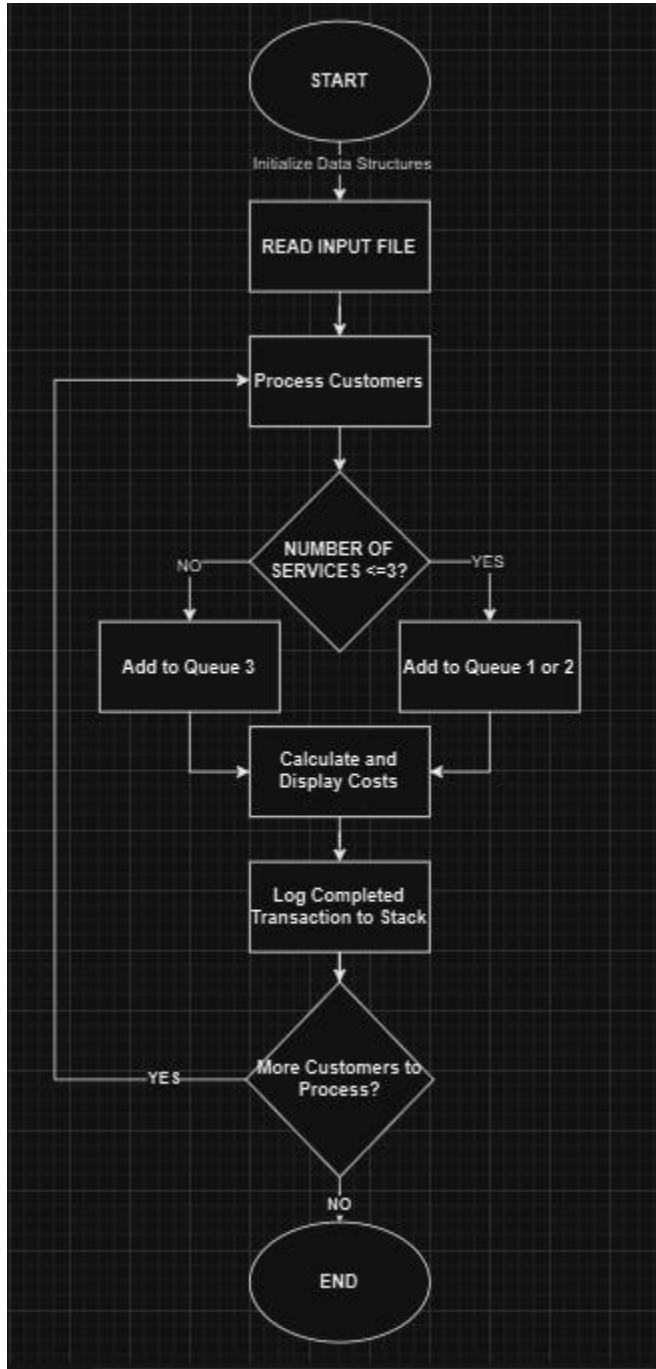 START
Initialize Data Structures
READ INPUT FILE
Process Customers
NUMBER OF
SERVICES <=3?
NO
YES
Add to Queue 3
Add to Queue 1 or 2
Calculate and
Display Costs
Log Completed
Transaction to Stack
More Customers to
Process?
YES
NO
END